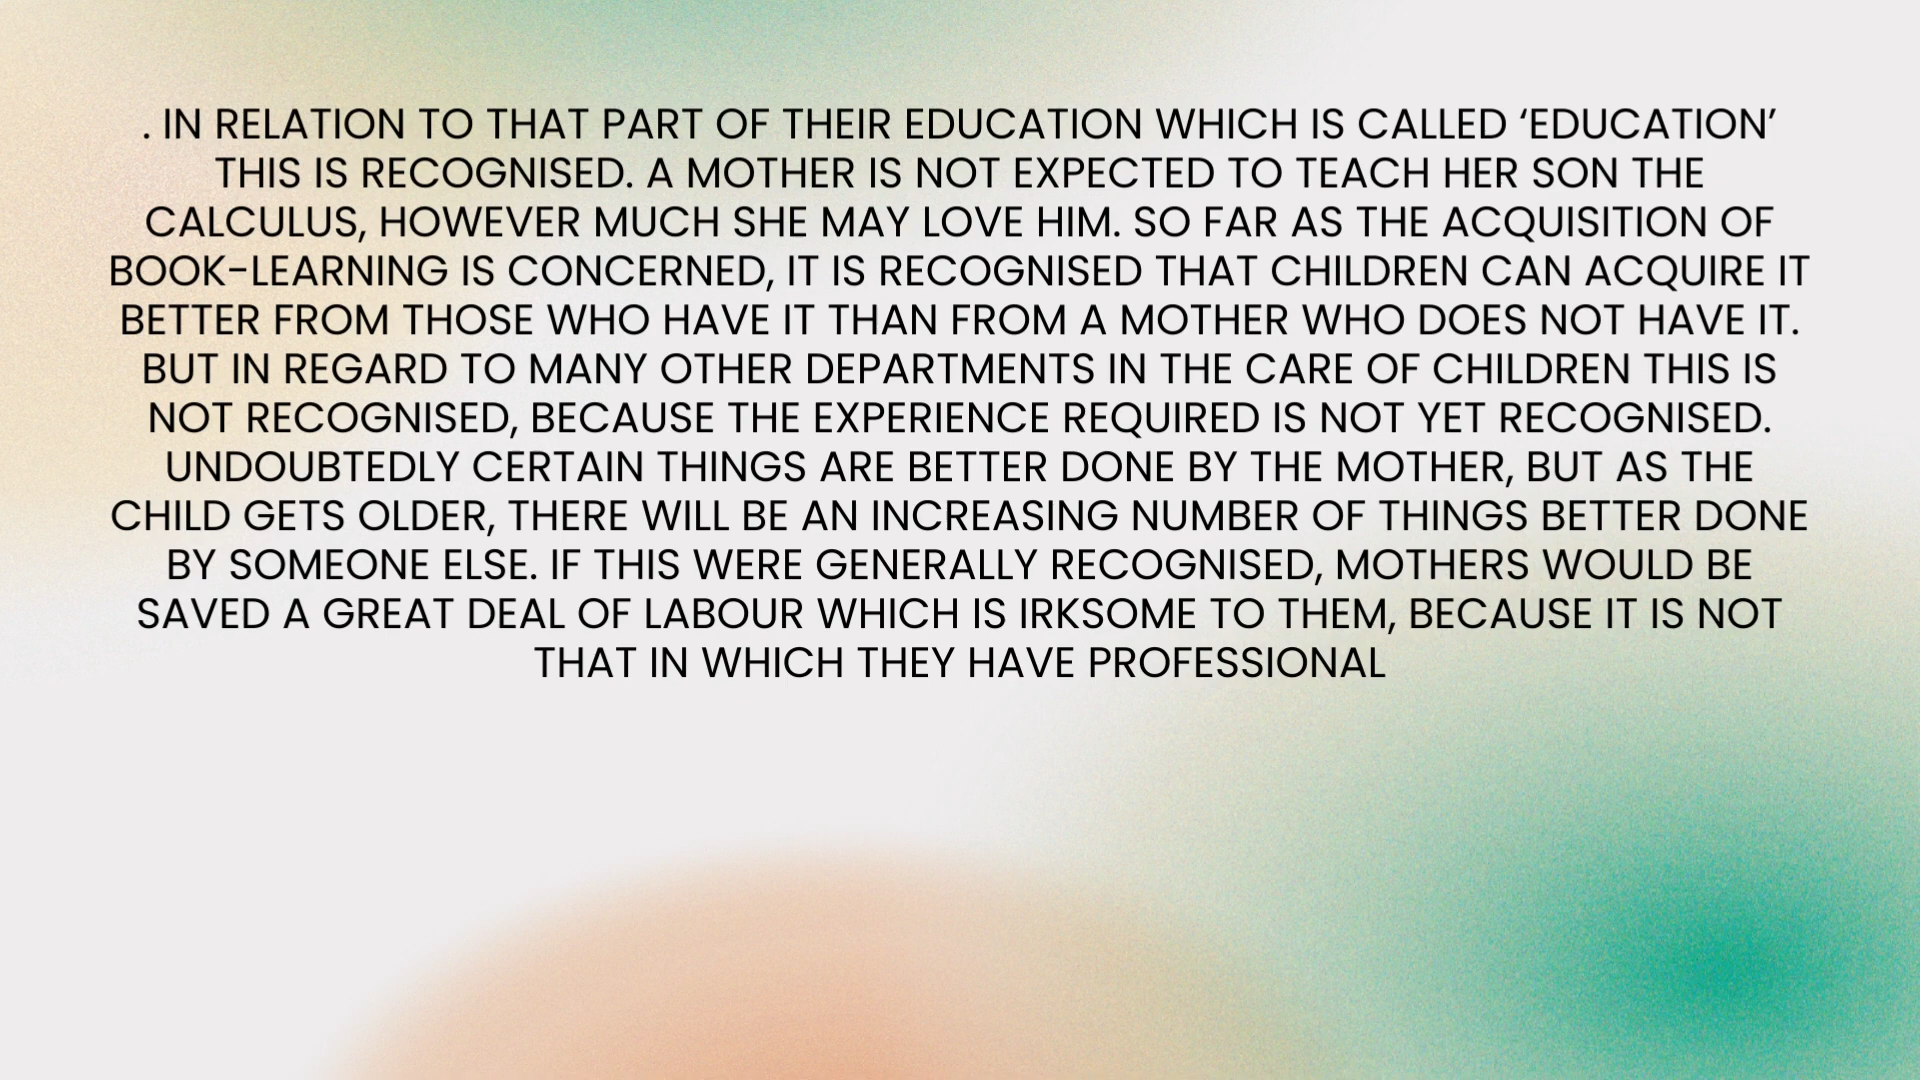 . IN RELATION TO THAT PART OF THEIR EDUCATION WHICH IS CALLED ‘EDUCATION’
THIS IS RECOGNISED. A MOTHER IS NOT EXPECTED TO TEACH HER SON THE
CALCULUS, HOWEVER MUCH SHE MAY LOVE HIM. SO FAR AS THE ACQUISITION OF
BOOK-LEARNING IS CONCERNED, IT IS RECOGNISED THAT CHILDREN CAN ACQUIRE IT
BETTER FROM THOSE WHO HAVE IT THAN FROM A MOTHER WHO DOES NOT HAVE IT.
BUT IN REGARD TO MANY OTHER DEPARTMENTS IN THE CARE OF CHILDREN THIS IS
NOT RECOGNISED, BECAUSE THE EXPERIENCE REQUIRED IS NOT YET RECOGNISED.
UNDOUBTEDLY CERTAIN THINGS ARE BETTER DONE BY THE MOTHER, BUT AS THE
CHILD GETS OLDER, THERE WILL BE AN INCREASING NUMBER OF THINGS BETTER DONE
BY SOMEONE ELSE. IF THIS WERE GENERALLY RECOGNISED, MOTHERS WOULD BE
SAVED A GREAT DEAL OF LABOUR WHICH IS IRKSOME TO THEM, BECAUSE IT IS NOT
THAT IN WHICH THEY HAVE PROFESSIONAL